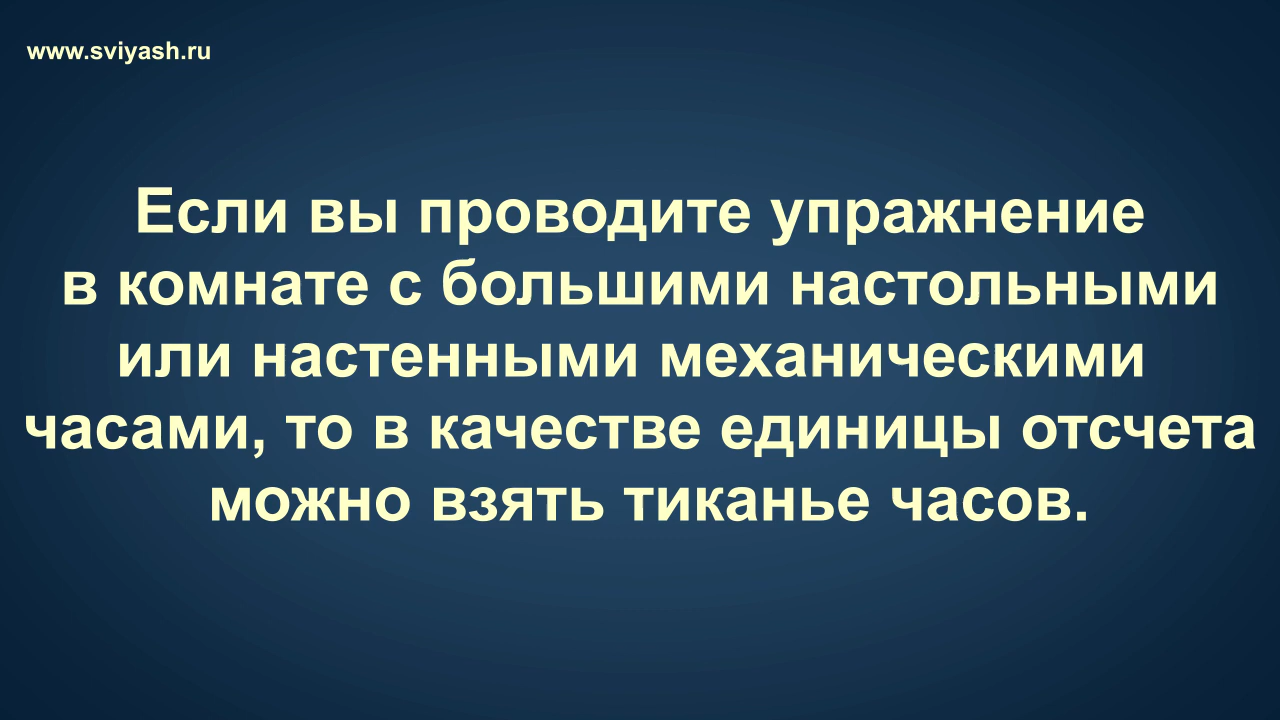 www.sviyash.ru
Если вы проводите упражнение
в комнате с большими настольными
или настенными механическими
часами, то в качестве единицы отсчета
можно взять тиканье часов.